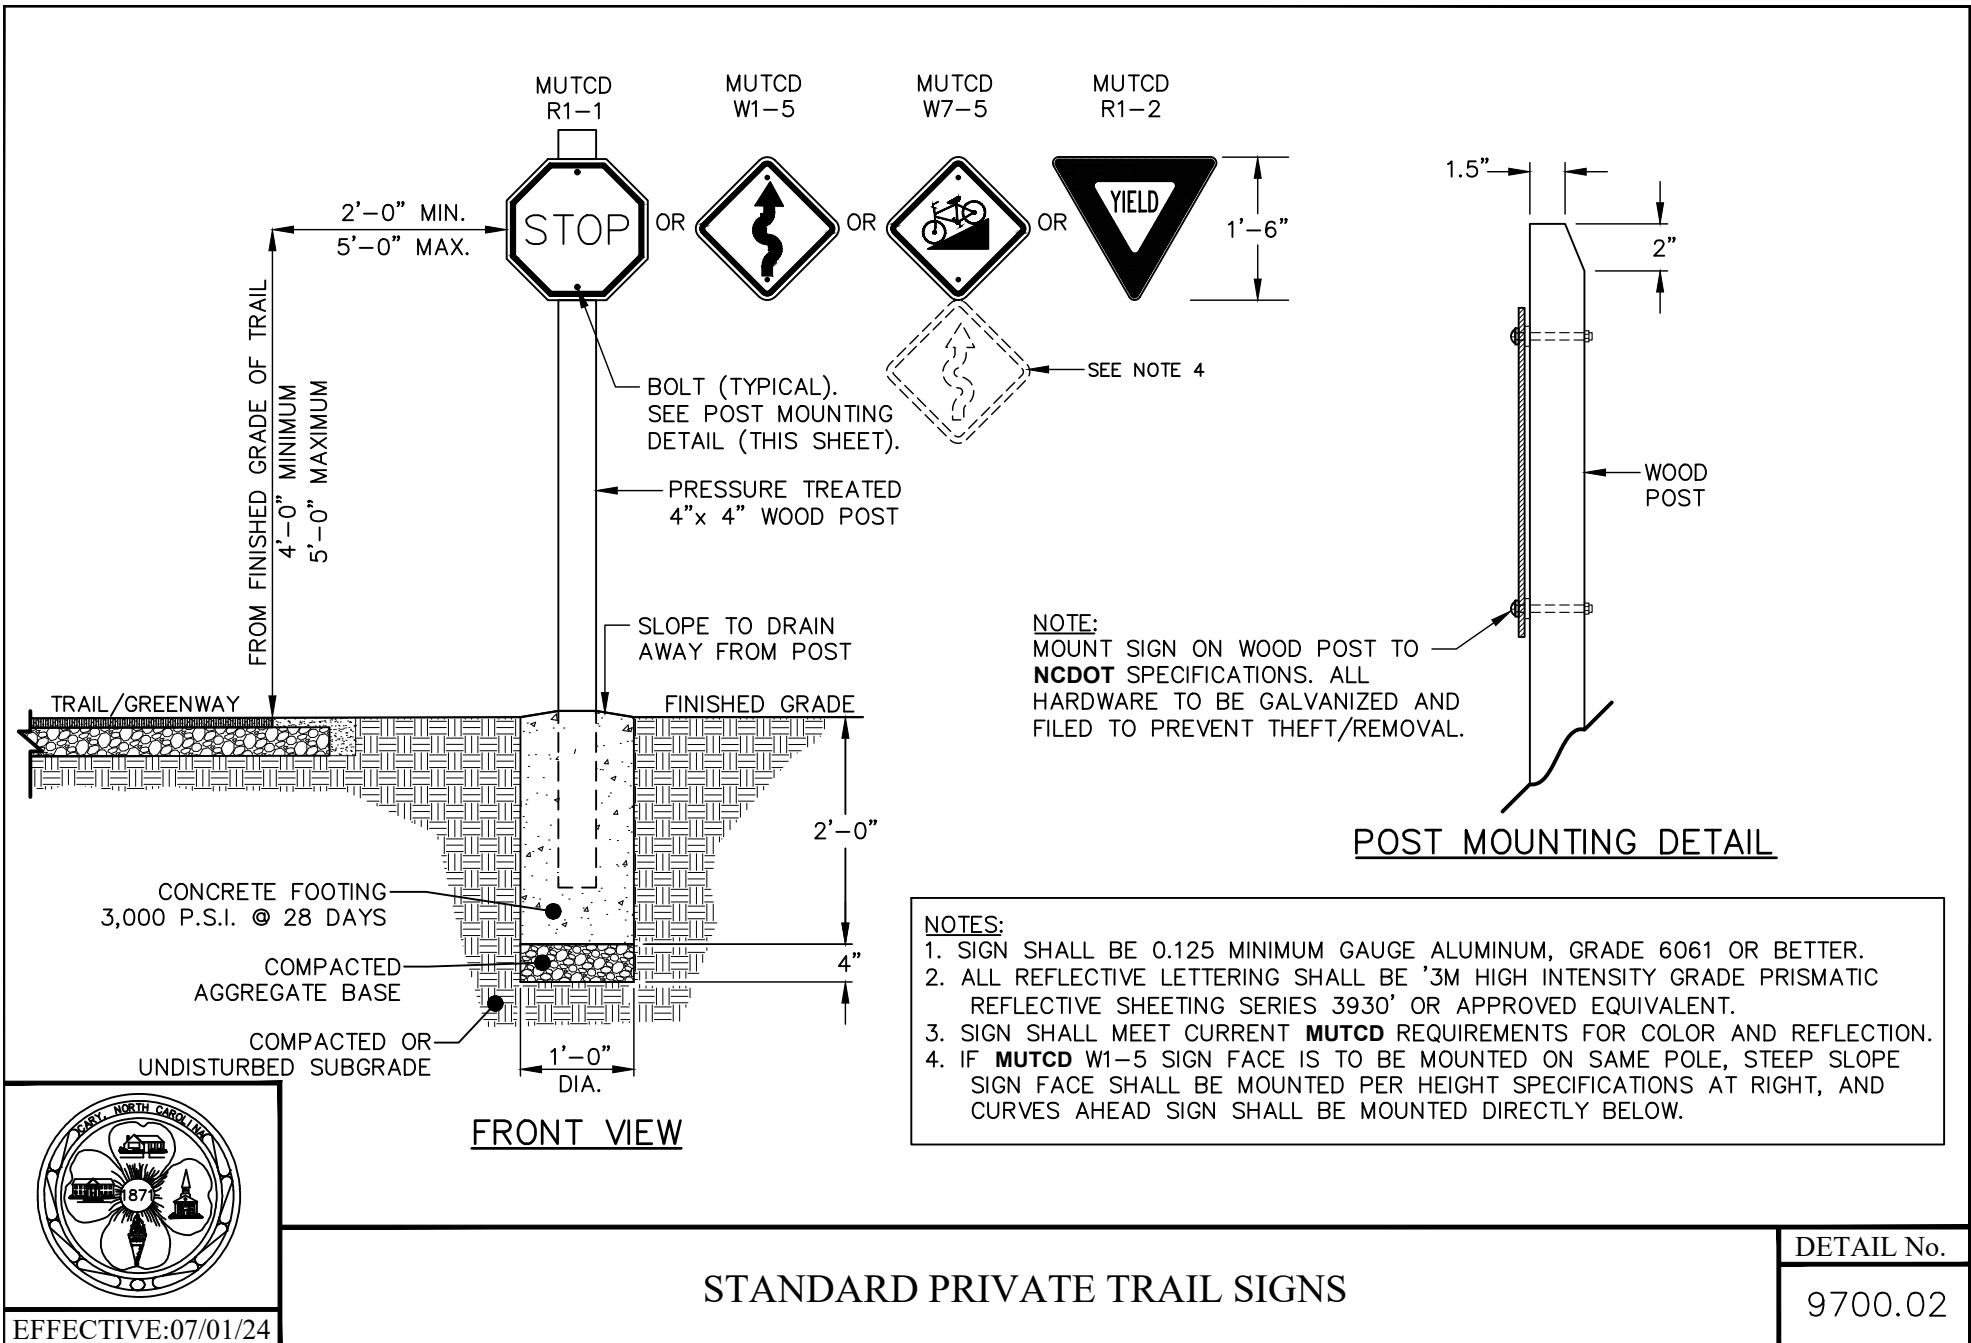 MUTCD
R1-1
MUTCD
W1-5
MUTCD
W7-5
MUTCD
R1-2
STOP
OR
OR
OR
YIELD
2'-0" MIN.
5'-0" MAX.
1'-6"
1.5"
2"
FROM FINISHED GRADE OF TRAIL
4'-0" MINIMUM
5'-0" MAXIMUM
SEE NOTE 4
BOLT (TYPICAL).
SEE POST MOUNTING
DETAIL (THIS SHEET).
PRESSURE TREATED
4"x 4" WOOD POST
WOOD
POST
SLOPE TO DRAIN
AWAY FROM POST
NOTE:
MOUNT SIGN ON WOOD POST TO
NCDOT SPECIFICATIONS. ALL
HARDWARE TO BE GALVANIZED AND
FILED TO PREVENT THEFT/REMOVAL.
TRAIL/GREENWAY
FINISHED GRADE
2'-0"
POST MOUNTING DETAIL
CONCRETE FOOTING
3,000 P.S.I. @ 28 DAYS
COMPACTED
AGGREGATE BASE
4"
COMPACTED OR
UNDISTURBED SUBGRADE
1'-0"
DIA.
FRONT VIEW
NOTES:
1. SIGN SHALL BE 0.125 MINIMUM GAUGE ALUMINUM, GRADE 6061 OR BETTER.
2. ALL REFLECTIVE LETTERING SHALL BE '3M HIGH INTENSITY GRADE PRISMATIC
REFLECTIVE SHEETING SERIES 3930' OR APPROVED EQUIVALENT.
3. SIGN SHALL MEET CURRENT MUTCD REQUIREMENTS FOR COLOR AND REFLECTION.
4. IF MUTCD W1-5 SIGN FACE IS TO BE MOUNTED ON SAME POLE, STEEP SLOPE
SIGN FACE SHALL BE MOUNTED PER HEIGHT SPECIFICATIONS AT RIGHT, AND
CURVES AHEAD SIGN SHALL BE MOUNTED DIRECTLY BELOW.
CARY, NORTH CAROLINA
1871
EFFECTIVE:07/01/24
STANDARD PRIVATE TRAIL SIGNS
DETAIL No.
9700.02